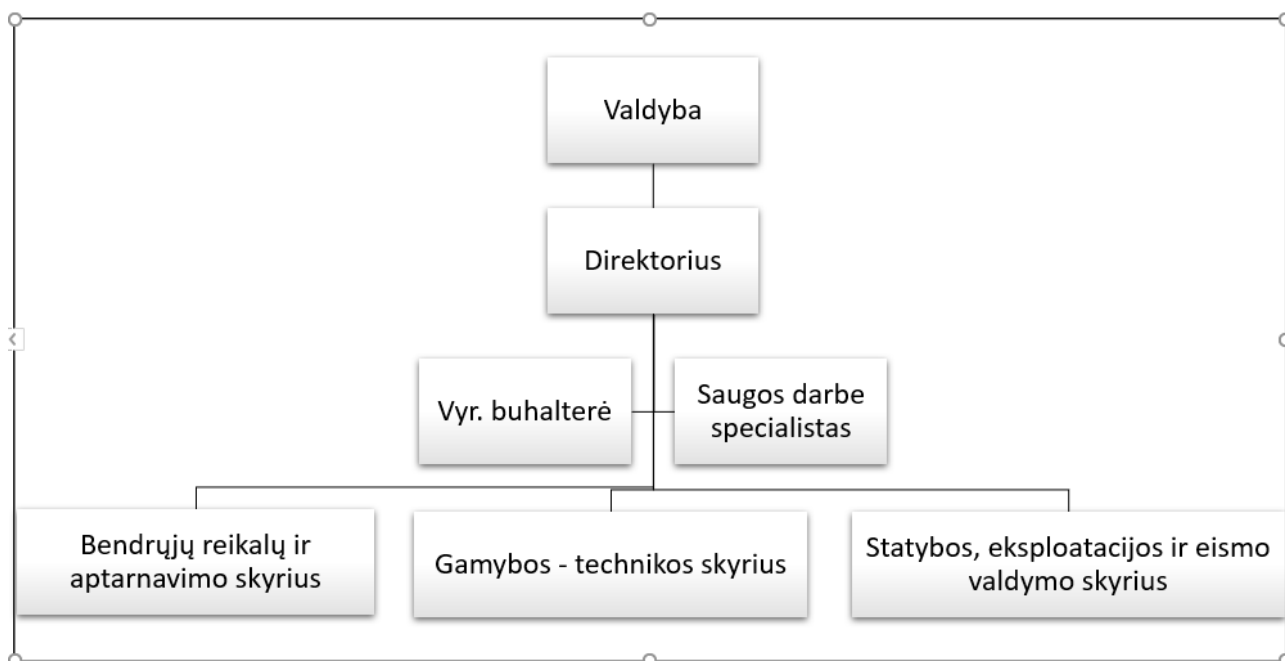 Valdyba
Direktorius
Vyr. buhalterė
Saugos darbe
specialistas
Bendrųjų reikalų ir
aptarnavimo skyrius
Gamybos - technikos skyrius
Statybos, eksploatacijos ir eismo
valdymo skyrius